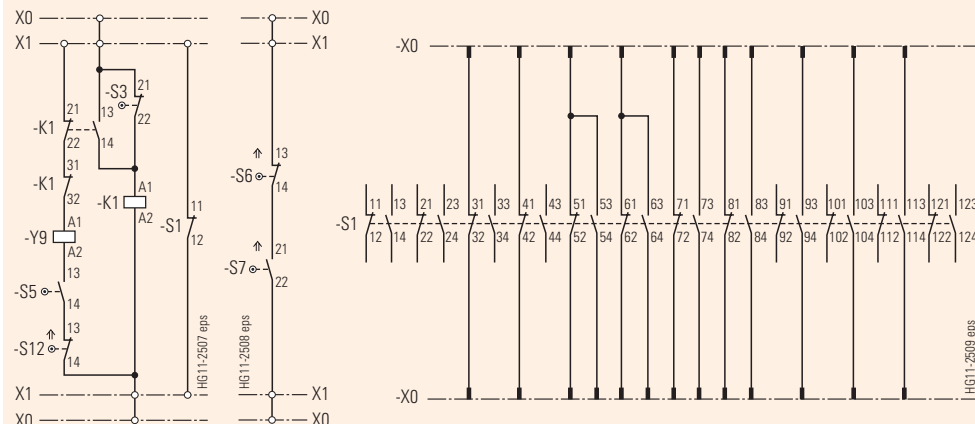 X0
X1
-S3
21
22
21
13
-K1
22
14
31
-K1
32
A1
-K1
A2
A1
-Y9
A2
11
-S1
12
13
-S5
14
13
-S12
14
X1
X0
HG11-2507 eps
X0
X1
13
-S6
14
21
-S7
22
X1
X0
HG11-2508 eps
-X0
11 13 21 23 31 33 41 43 51 53 61 63 71 73 81 83 91 93 101 103 111 113 121 123
-S1
12 14 22 24 32 34 42 44 52 54 62 64 72 74 82 84 92 94 102 104 112 114 122 124
-X0
HG11-2509 eps